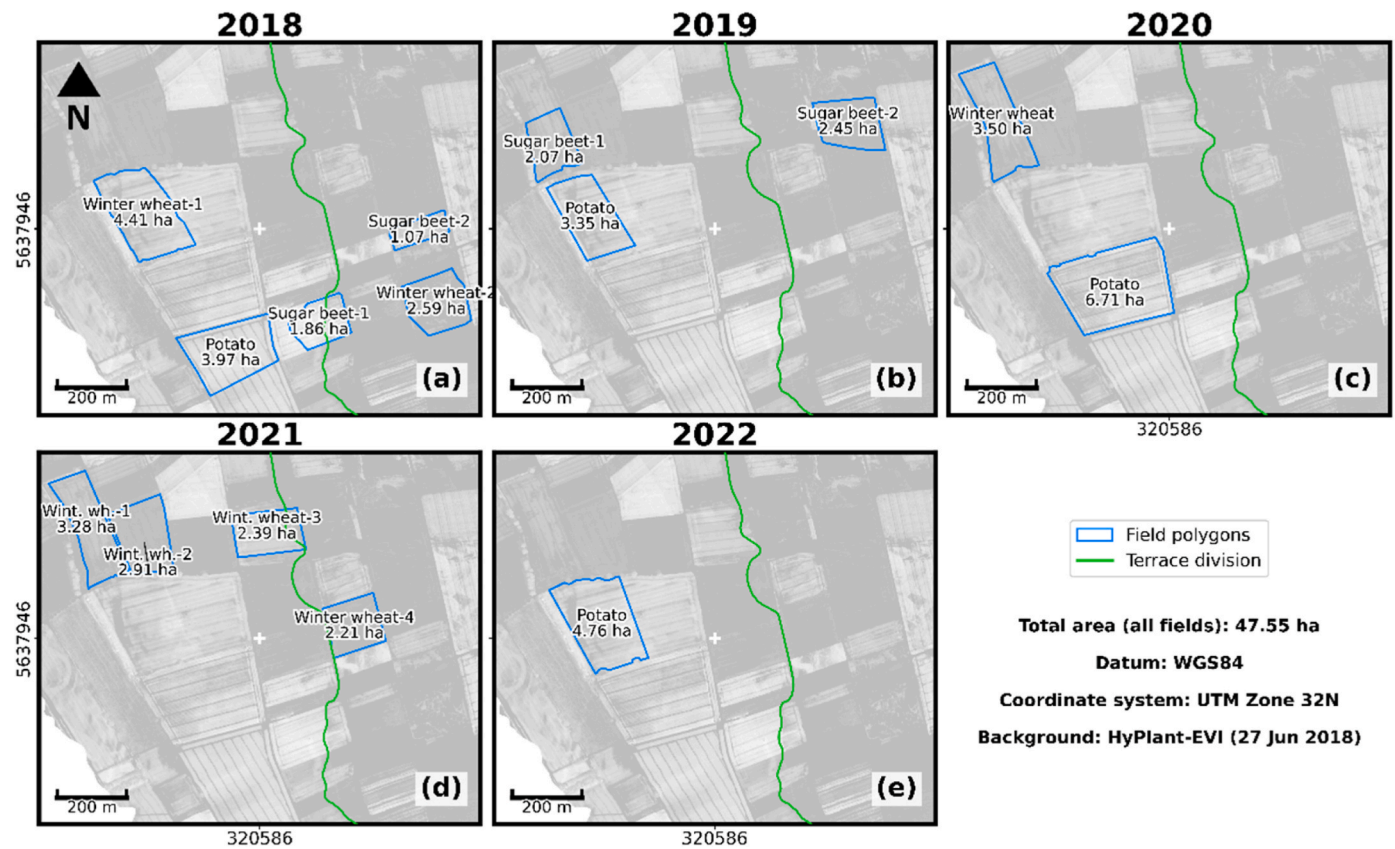 2018
2019
2020
N
5637946
Winter wheat-1
4.41 ha
Sugar beet-2
1.07 ha
Winter wheat-2
2.59 ha
Sugar beet-1
1.86 ha
Potato
3.97 ha
200 m
(a)
Sugar beet-1
2.07 ha
Sugar beet-2
2.45 ha
Potato
3.35 ha
200 m
(b)
Winter wheat
3.50 ha
Potato
6.71 ha
200 m
(c)
320586
2021
2022
5637946
Wint. wh.-1
3.28 ha
Wint. wh.-2
2.91 ha
Wint. wheat-3
2.39 ha
Winter wheat-4
2.21 ha
200 m
(d)
320586
Potato
4.76 ha
200 m
(e)
320586
Field polygons
Terrace division
Total area (all fields): 47.55 ha
Datum: WGS84
Coordinate system: UTM Zone 32N
Background: HyPlant-EVI (27 Jun 2018)